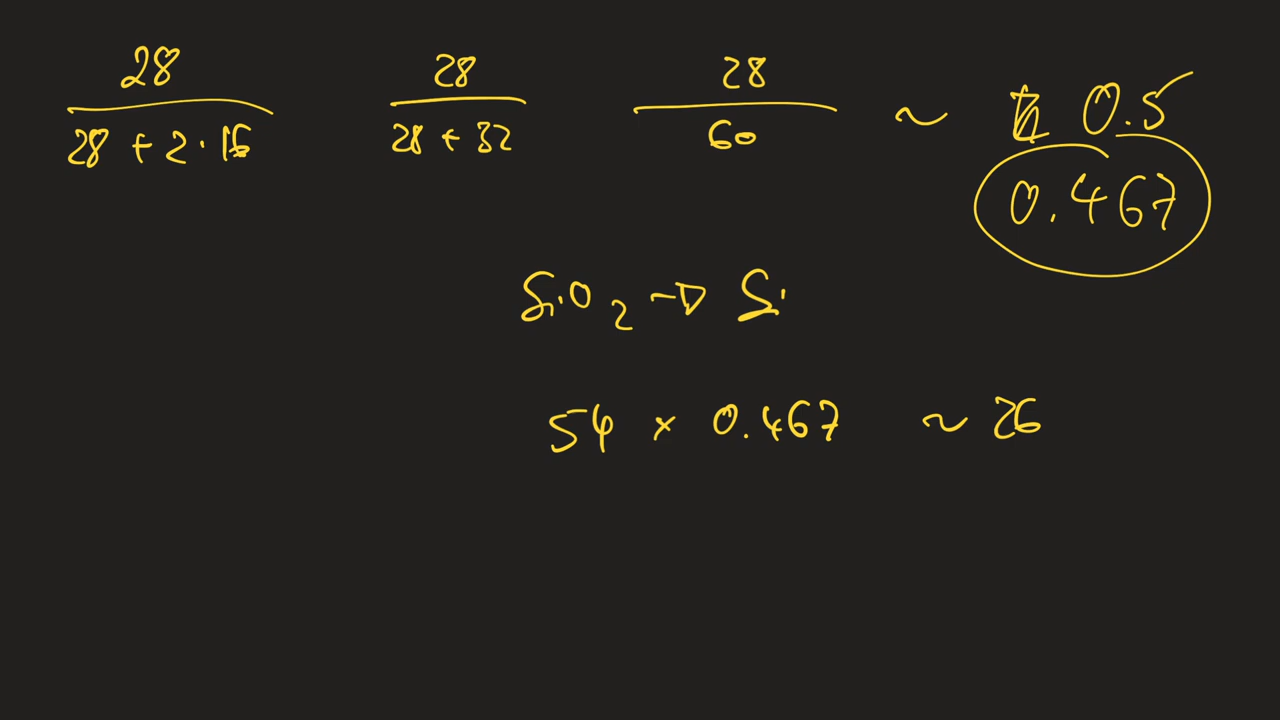 28 28 28 ~ 0.5
28 + 2·16 28 + 32 60 0.467
SiO2 → Si
54 x 0.467 ~ 26